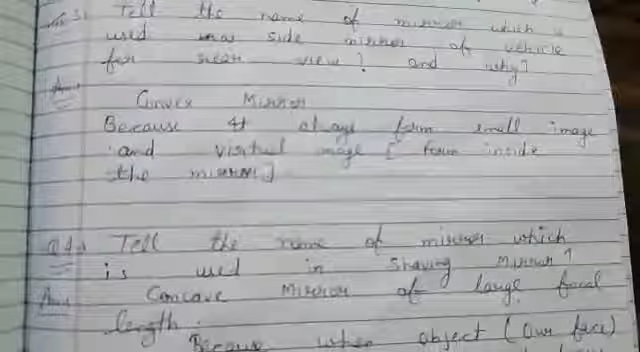 Tell the name of mirror which is
used was side mirror of vehicle
for rear view? and why?
Ans:
Convex Mirror
Because it always form small image
and virtual image [ form inside
the mirror]
Q 4. Tell the name of mirror which
is used in Shaving Mirror?
Ans: Concave Mirror of large focal
length.
Because when object (our face)